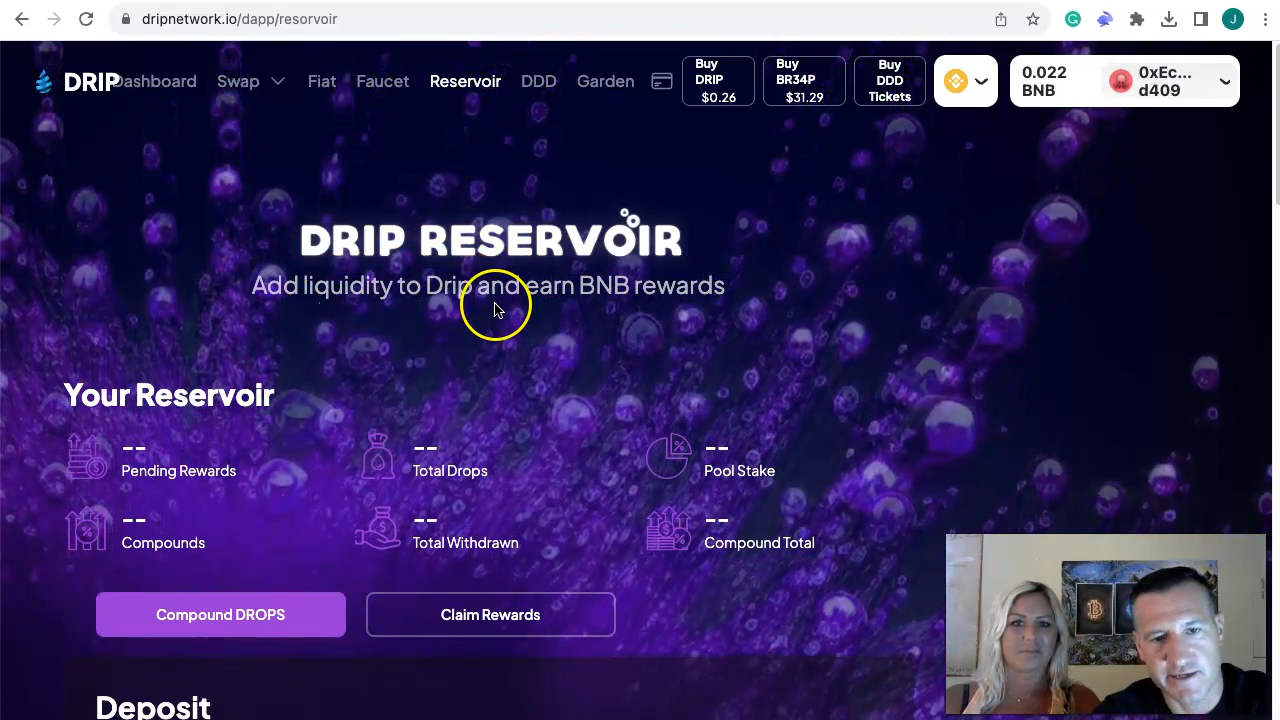 dripnetwork.io/dapp/resorvoir
J
DRIP
Dashboard
Swap
Fiat
Faucet
Reservoir
DDD
Garden
Buy
DRIP
$0.26
Buy
BR34P
$31.29
Buy
DDD
Tickets
0.022
BNB
0xEc...
d409
DRIP RESERVOIR
Add liquidity to Drip and earn BNB rewards
Your Reservoir
--
Pending Rewards
--
Total Drops
--
Pool Stake
--
Compounds
--
Total Withdrawn
--
Compound Total
Compound DROPS
Claim Rewards
Deposit